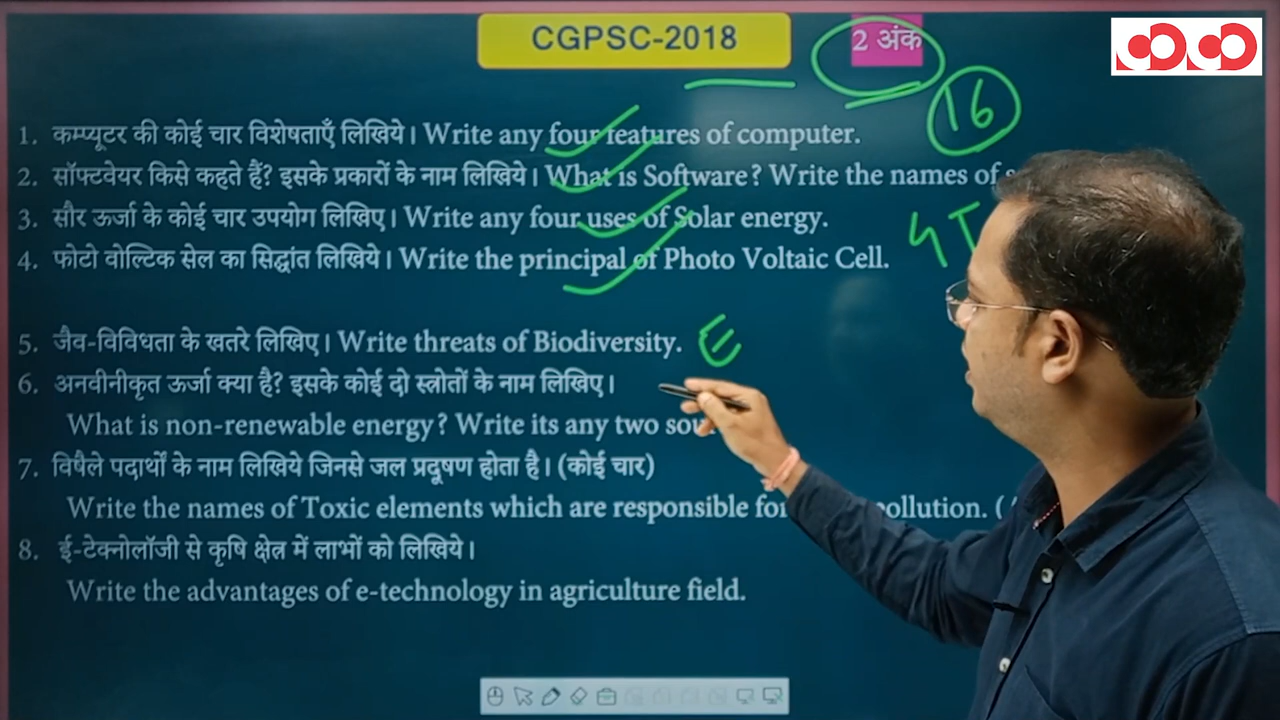 CGPSC-2018
2 अंक
16
1. कम्प्यूटर की कोई चार विशेषताएँ लिखिये। Write any four features of computer.
2. सॉफ्टवेयर किसे कहते हैं? इसके प्रकारों के नाम लिखिये। What is Software? Write the names of
3. सौर ऊर्जा के कोई चार उपयोग लिखिए। Write any four uses of Solar energy.
4. फोटो वोल्टिक सेल का सिद्धांत लिखिये। Write the principal of Photo Voltaic Cell.
4 T
5. जैव-विविधता के खतरे लिखिए। Write threats of Biodiversity. E
6. अनवीनीकृत ऊर्जा क्या है? इसके कोई दो स्त्रोतों के नाम लिखिए।
What is non-renewable energy? Write its any two
7. विषैले पदार्थों के नाम लिखिये जिनसे जल प्रदूषण होता है। (कोई चार)
Write the names of Toxic elements which are responsible for pollution. (
8. ई-टेक्नोलॉजी से कृषि क्षेत्र में लाभों को लिखिये।
Write the advantages of e-technology in agriculture field.